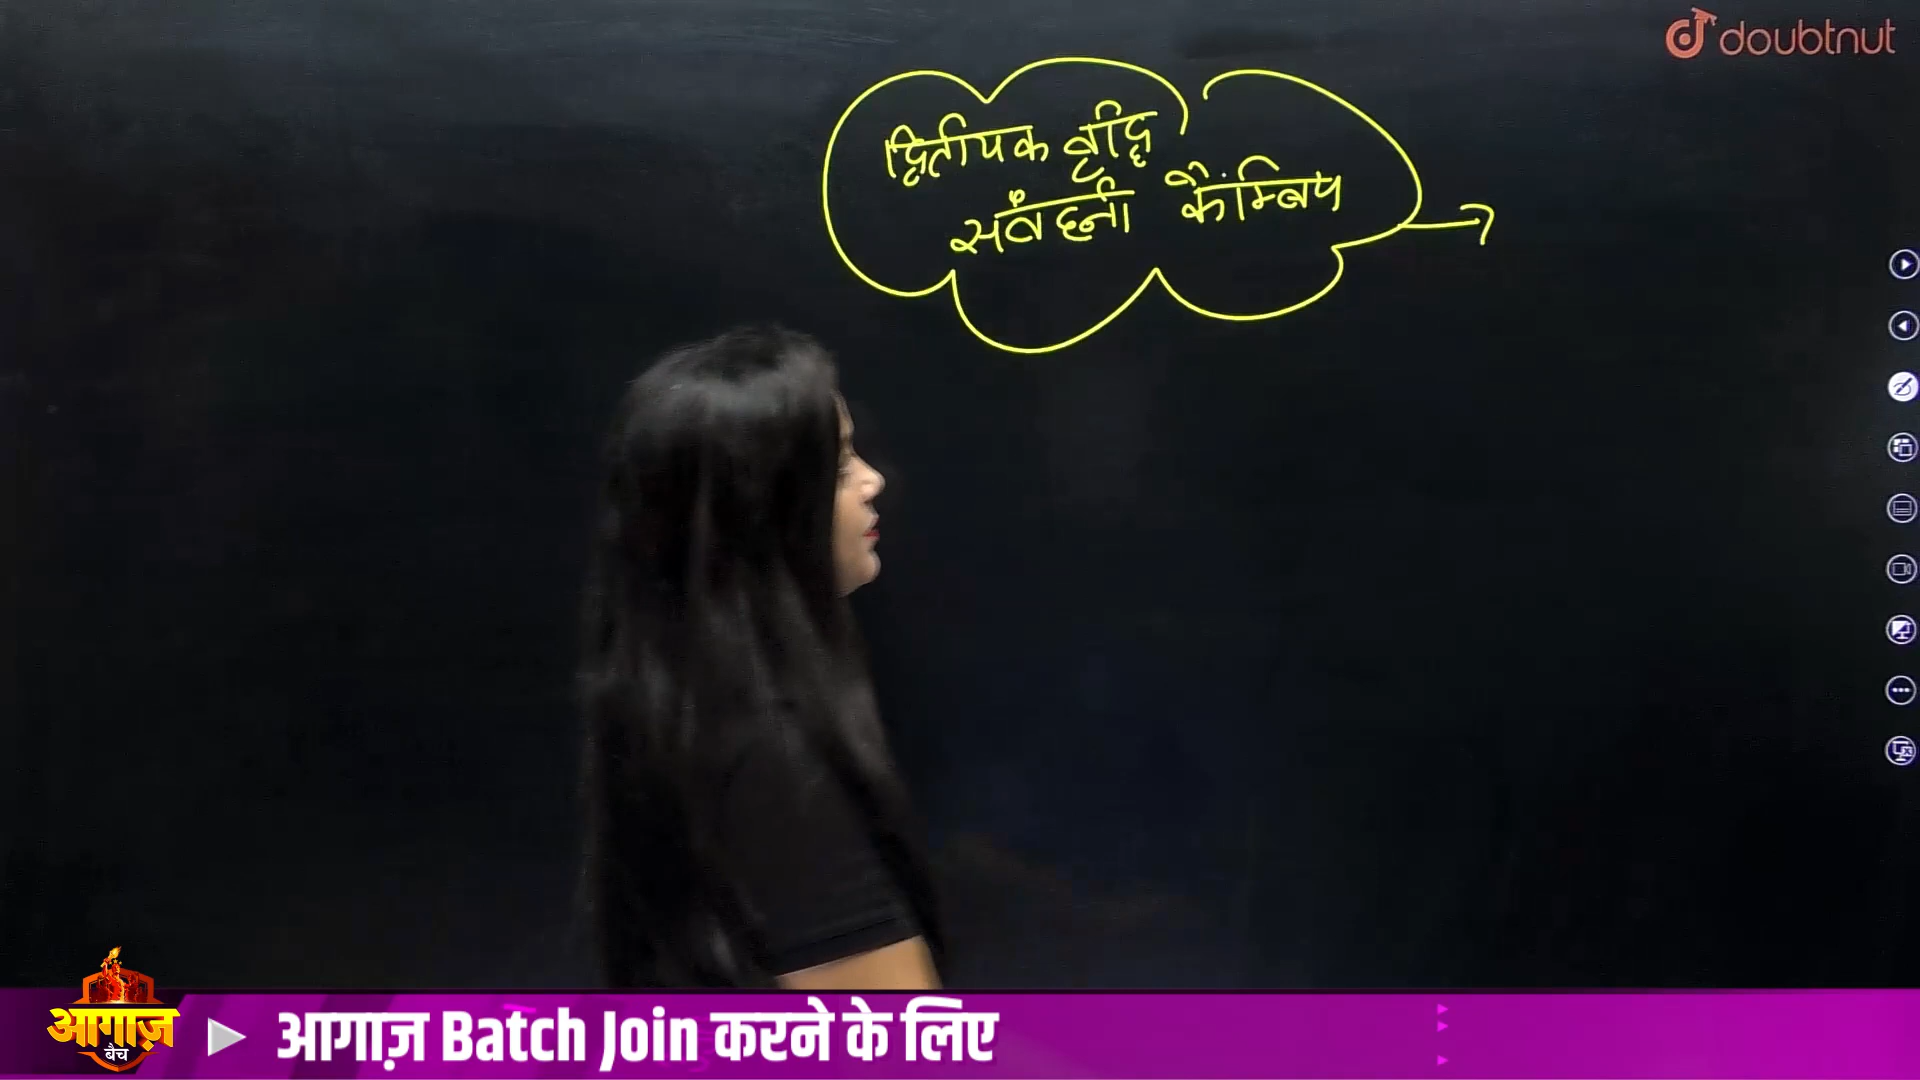 doubtnut
द्वितीयक वृद्धि
संवहनी कैम्बियम
आगाज़
बैच
आगाज़ Batch Join करने के लिए